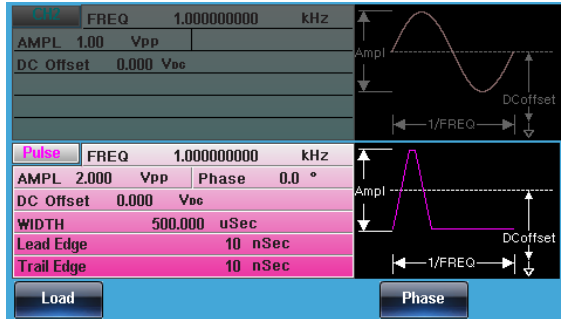 CH2 FREQ 1.000000000 kHz
AMPL 1.00 Vpp
DC Offset 0.000 VDC
Ampl
DCoffset
1/FREQ
Pulse FREQ 1.000000000 kHz
AMPL 2.000 Vpp Phase 0.0 °
DC Offset 0.000 VDC
WIDTH 500.000 uSec
Lead Edge 10 nSec
Trail Edge 10 nSec
Ampl
DCoffset
1/FREQ
Load Phase